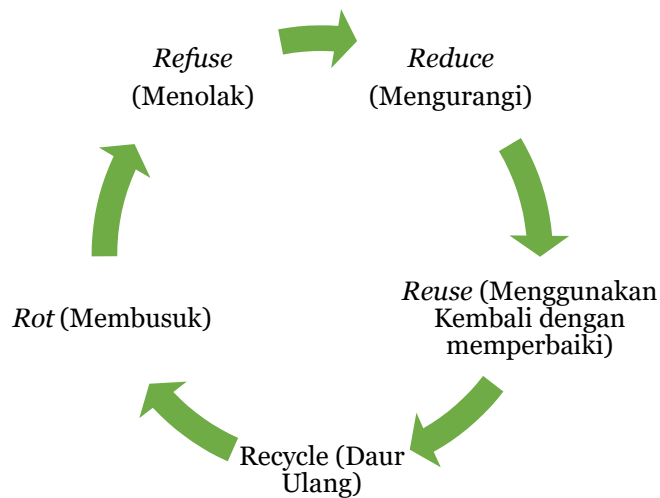 Refuse
(Menolak)
Reduce
(Mengurangi)
Reuse (Menggunakan
Kembali dengan
memperbaiki)
Recycle (Daur
Ulang)
Rot (Membusuk)